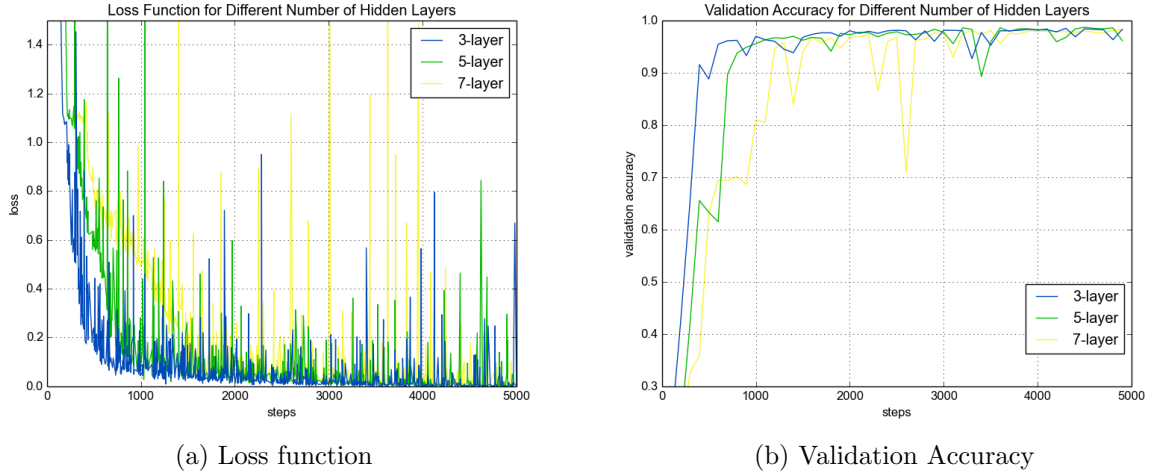 Loss Function for Different Number of Hidden Layers
1.4
1.2
1.0
0.8
0.6
0.4
0.2
0.0
loss
3-layer
5-layer
7-layer
0
1000
2000
3000
4000
5000
steps
(a) Loss function
Validation Accuracy for Different Number of Hidden Layers
1.0
0.9
0.8
0.7
0.6
0.5
0.4
0.3
validation accuracy
3-layer
5-layer
7-layer
0
1000
2000
3000
4000
5000
steps
(b) Validation Accuracy